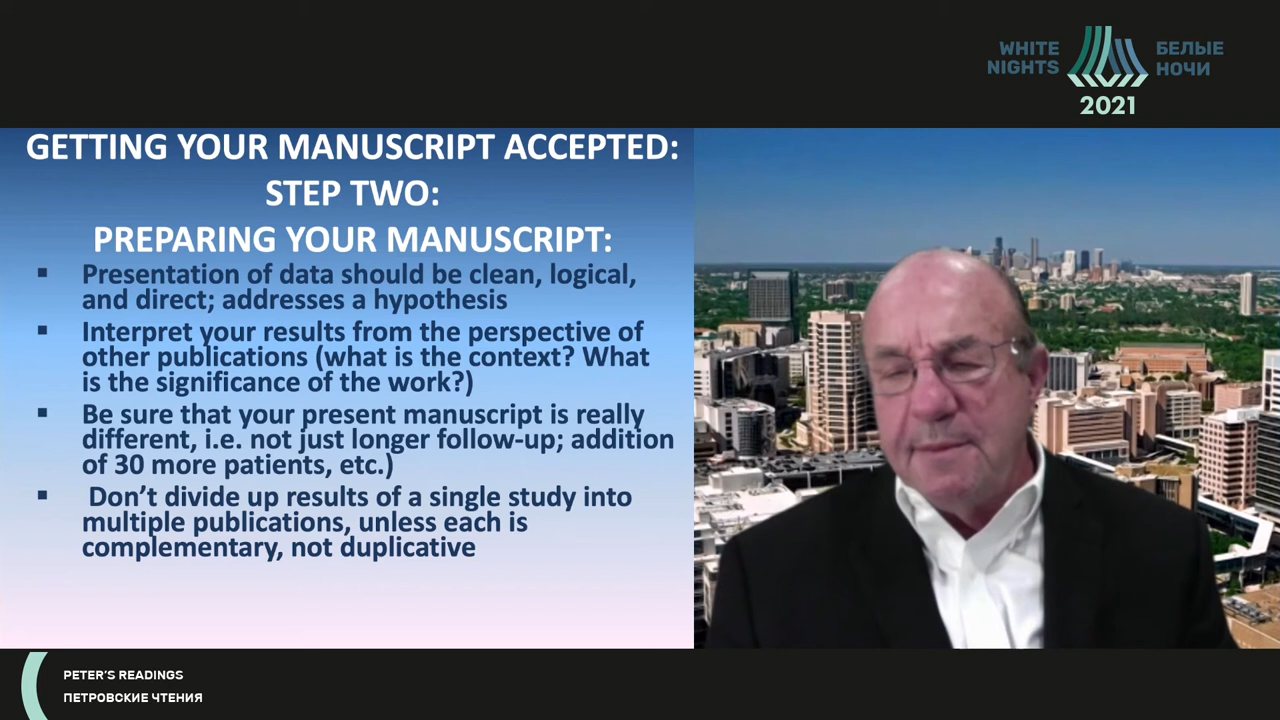 WHITE
NIGHTS
БЕЛЫЕ
НОЧИ
2021
GETTING YOUR MANUSCRIPT ACCEPTED:
STEP TWO:
PREPARING YOUR MANUSCRIPT:
▪ Presentation of data should be clean, logical,
and direct; addresses a hypothesis
▪ Interpret your results from the perspective of
other publications (what is the context? What
is the significance of the work?)
▪ Be sure that your present manuscript is really
different, i.e. not just longer follow-up; addition
of 30 more patients, etc.)
▪ Don’t divide up results of a single study into
multiple publications, unless each is
complementary, not duplicative
PETER'S READINGS
ПЕТРОВСКИЕ ЧТЕНИЯ